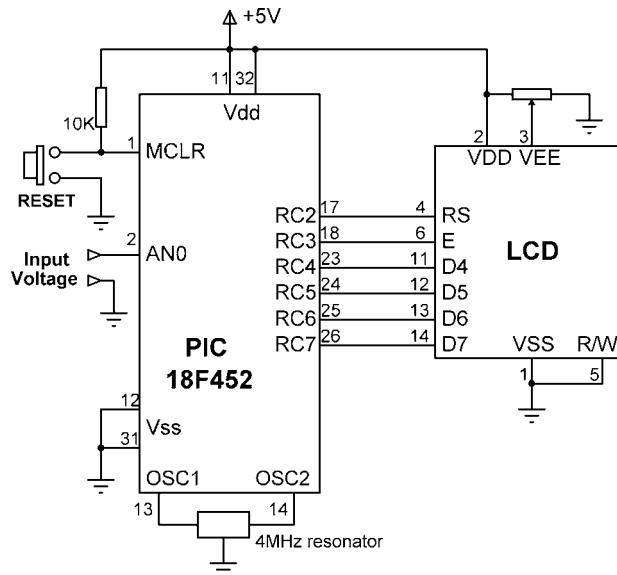 +5V
11 32
Vdd
10K
1 MCLR
RESET
2 AN0
Input
Voltage
2 3
VDD VEE
RC2 17 4 RS
RC3 18 6 E
RC4 23 11 D4
RC5 24 12 D5
RC6 25 13 D6
RC7 26 14 D7
LCD
PIC
18F452
VSS R/W
1 5
12
Vss
31
OSC1 OSC2
13 14
4MHz resonator